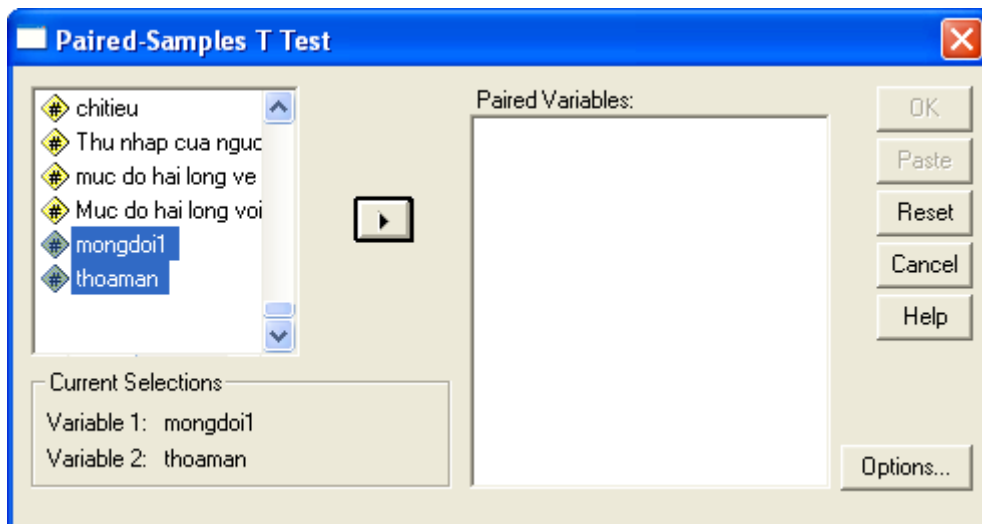 Paired-Samples T Test
chitieu
Thu nhap cua nguc
muc do hai long ve
Muc do hai long voi
mongdoi1
thoaman
Current Selections
Variable 1: mongdoi1
Variable 2: thoaman
Paired Variables:
OK
Paste
Reset
Cancel
Help
Options...